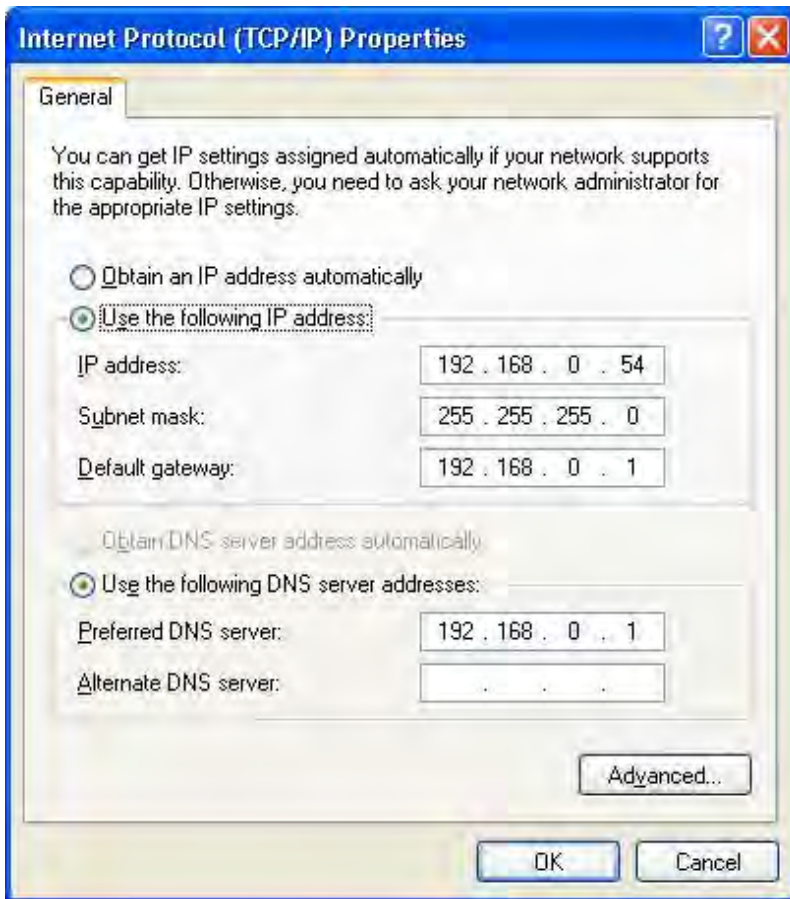 Internet Protocol (TCP/IP) Properties
?
General
You can get IP settings assigned automatically if your network supports
this capability. Otherwise, you need to ask your network administrator for
the appropriate IP settings.
Obtain an IP address automatically
Use the following IP address:
IP address: 192 . 168 . 0 . 54
Subnet mask: 255 . 255 . 255 . 0
Default gateway: 192 . 168 . 0 . 1
Obtain DNS server address automatically
Use the following DNS server addresses:
Preferred DNS server: 192 . 168 . 0 . 1
Alternate DNS server: . . .
Advanced...
OK Cancel